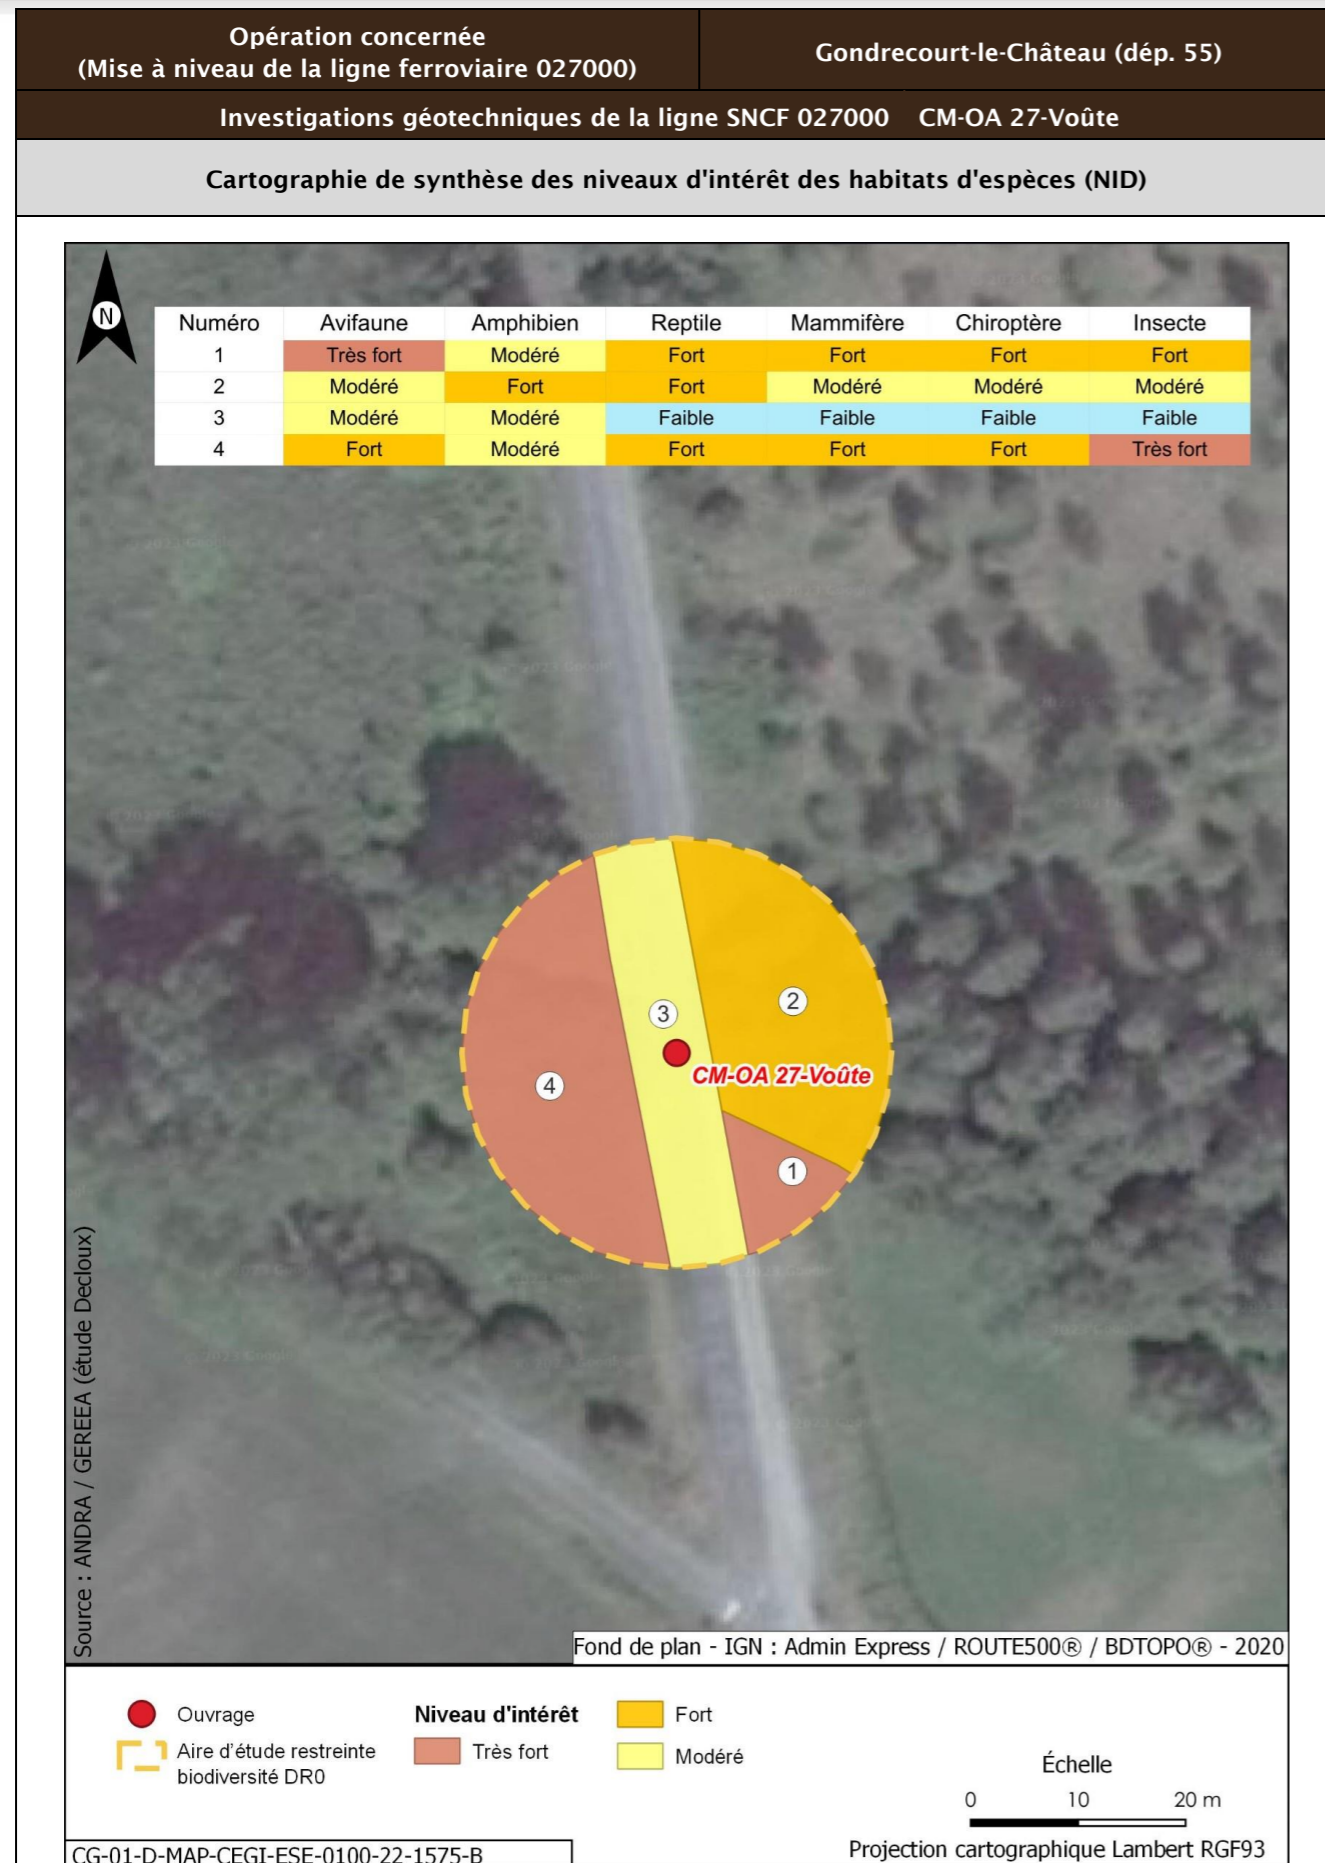 Opération concernée
(Mise à niveau de la ligne ferroviaire 027000)
Gondrecourt-le-Château (dép. 55)
Investigations géotechniques de la ligne SNCF 027000 CM-OA 27-Voûte
Cartographie de synthèse des niveaux d'intérêt des habitats d'espèces (NID)
N
Numéro Avifaune Amphibien Reptile Mammifère Chiroptère Insecte
1 Très fort Modéré Fort Fort Fort Fort
2 Modéré Fort Fort Modéré Modéré Modéré
3 Modéré Modéré Faible Faible Faible Faible
4 Fort Modéré Fort Fort Fort Très fort
2
3
CM-OA 27-Voûte
4
1
Source : ANDRA / GEREEA (étude Decloux)
Fond de plan - IGN : Admin Express / ROUTE500® / BDTOPO® - 2020
Ouvrage
Aire d'étude restreinte
biodiversité DR0
Niveau d'intérêt
Très fort
Fort
Modéré
Échelle
0 10 20 m
Projection cartographique Lambert RGF93
CG-01-D-MAP-CEGI-ESE-0100-22-1575-B